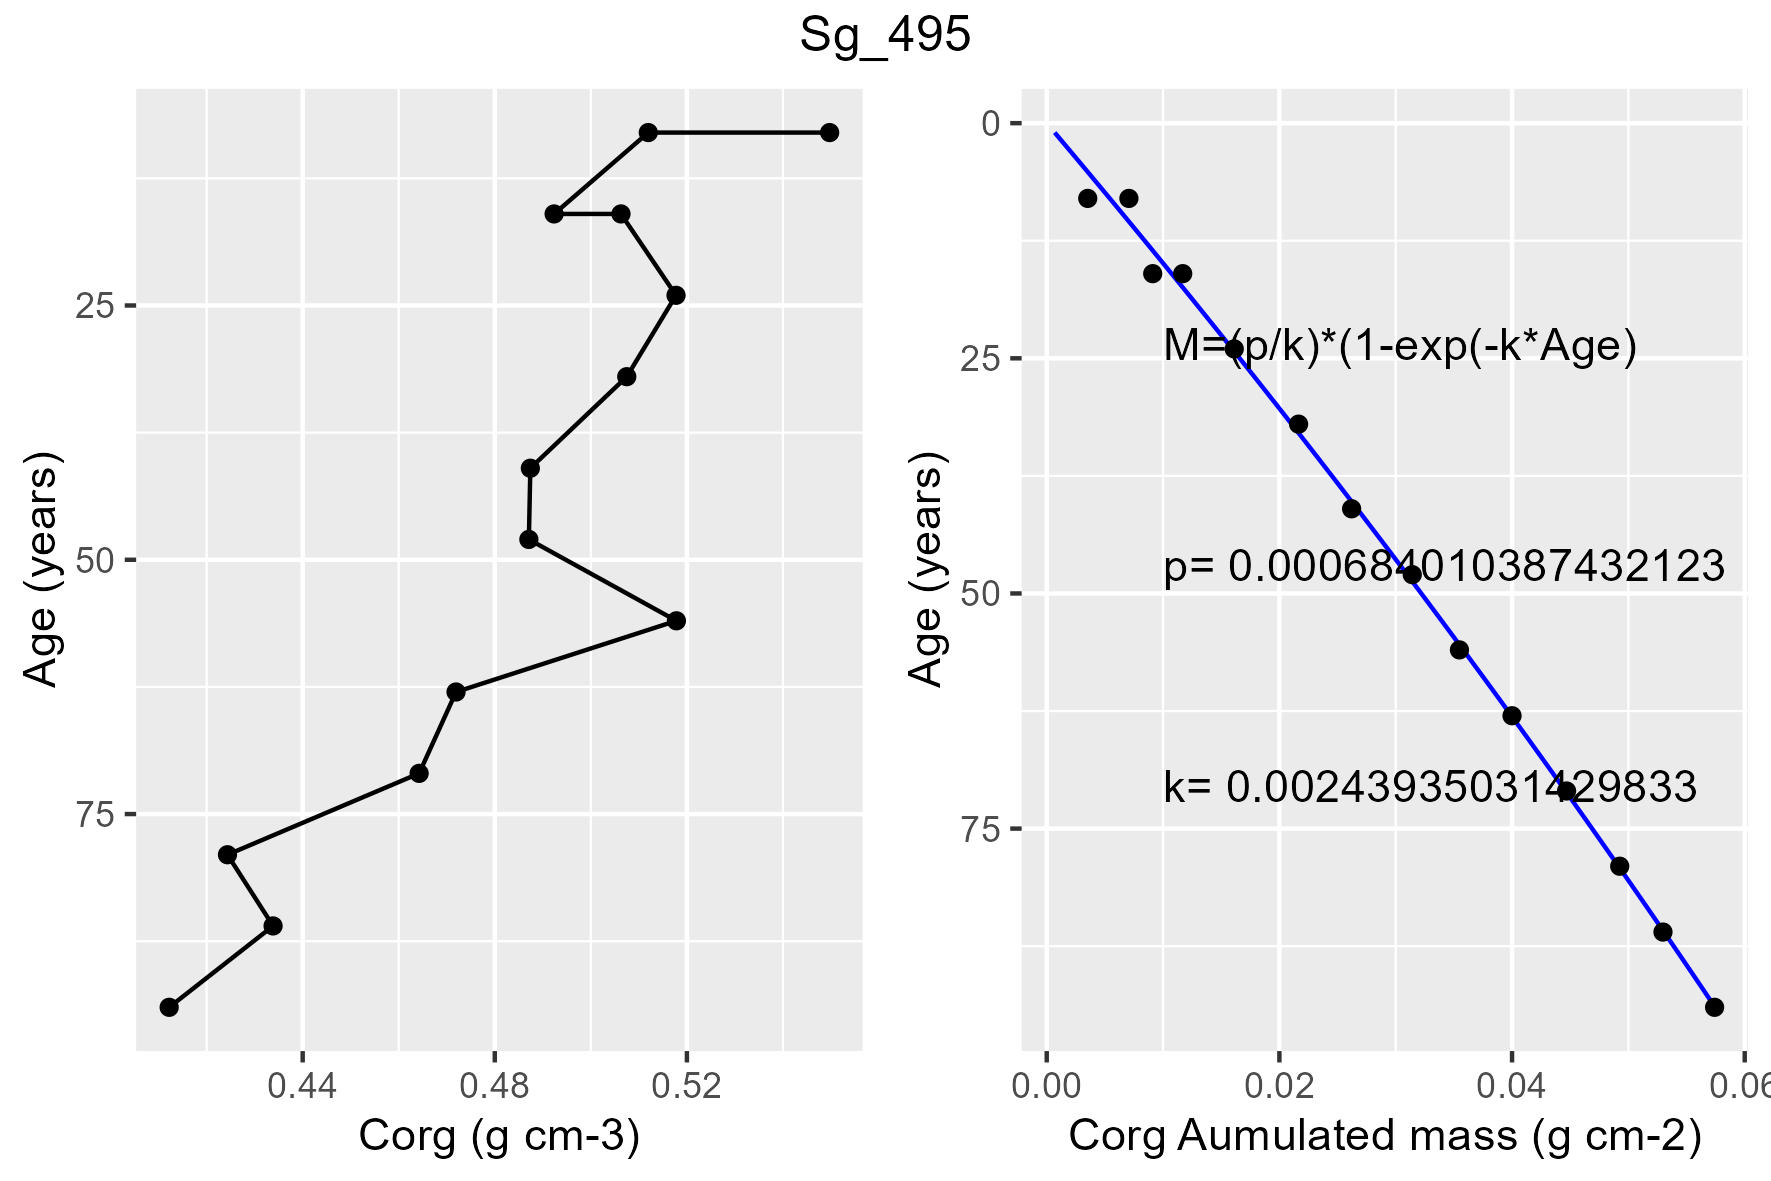 Sg_495
25
50
75
Age (years)
0.44 0.48 0.52
Corg (g cm-3)
0
25
50
75
Age (years)
M=(p/k)*(1-exp(-k*Age)
p= 0.000684010387432123
k= 0.00243935031429833
0.00 0.02 0.04 0.06
Corg Aumulated mass (g cm-2)